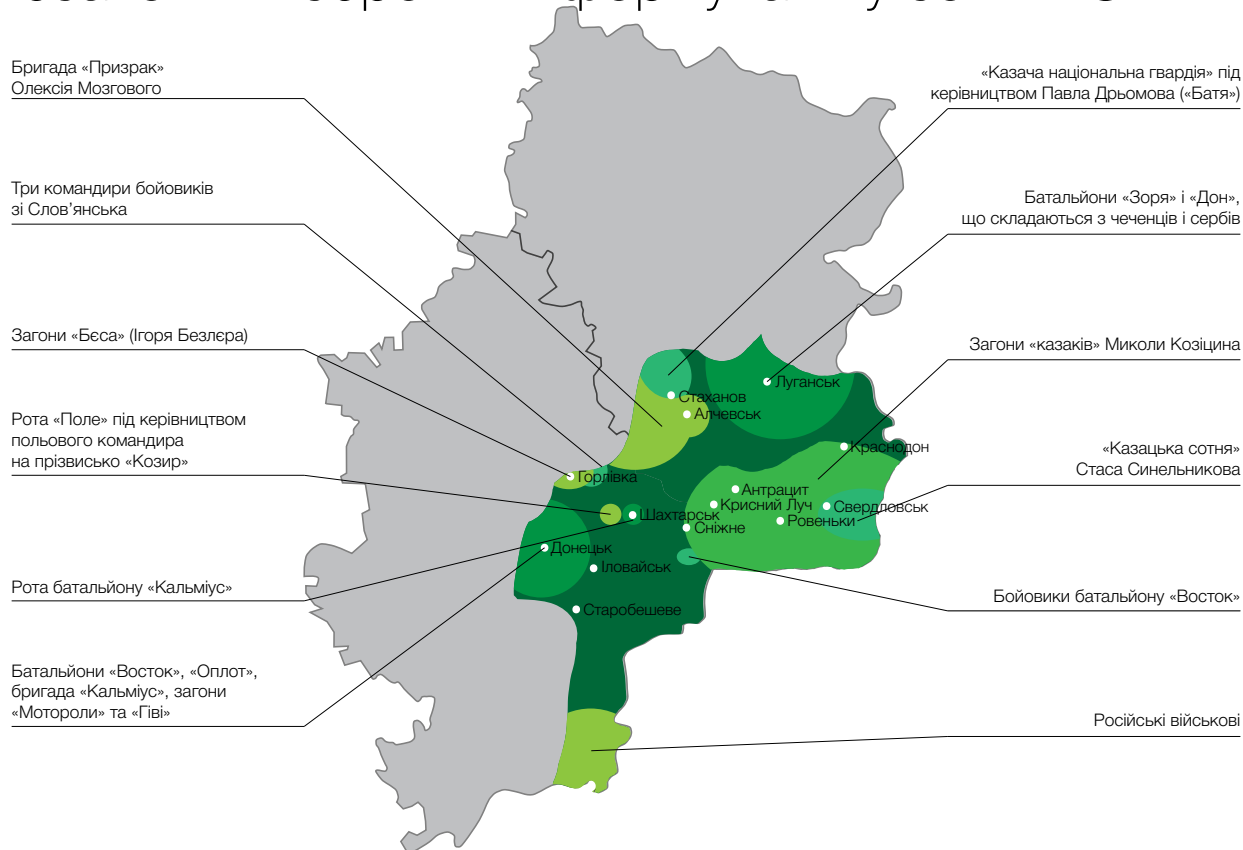 Бригада «Призрак»
Олексія Мозгового
Три командири бойовиків
зі Слов’янська
Загони «Бєса» (Ігоря Безлєра)
Рота «Поле» під керівництвом
польового командира
на прізвисько «Козир»
Рота батальйону «Кальміус»
Батальйони «Восток», «Оплот»,
бригада «Кальміус», загони
«Мотороли» та «Гіві»
«Казача національна гвардія» під
керівництвом Павла Дрьомова («Батя»)
Батальйони «Зоря» і «Дон»,
що складаються з чеченців і сербів
Загони «казаків» Миколи Козіцина
«Казацька сотня»
Стаса Синельникова
Бойовики батальйону «Восток»
Російські військові
Луганськ
Стаханов
Алчевськ
Краснодон
Горлівка
Антрацит
Крисний Луч
Свердловськ
Шахтарськ
Ровеньки
Сніжне
Донецьк
Іловайськ
Старобешеве